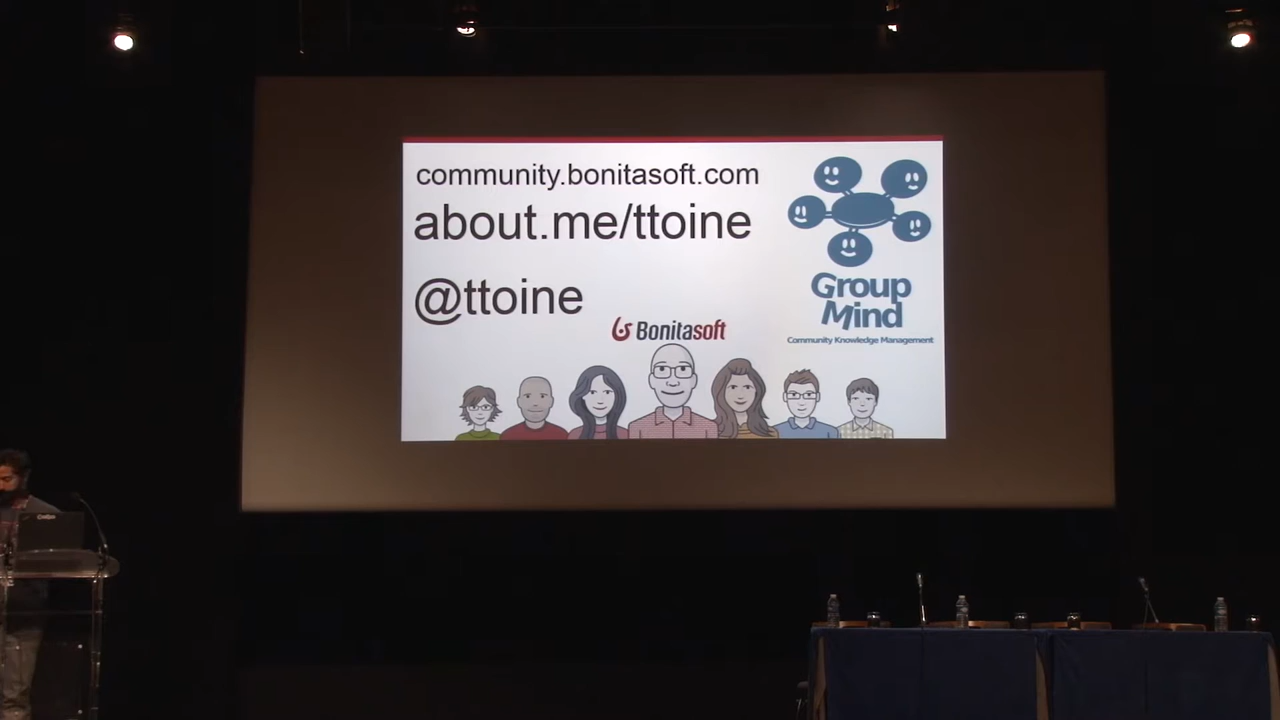 community.bonitasoft.com
about.me/ttoine
@ttoine
Bonitasoft
Group
Mind
Community Knowledge Management